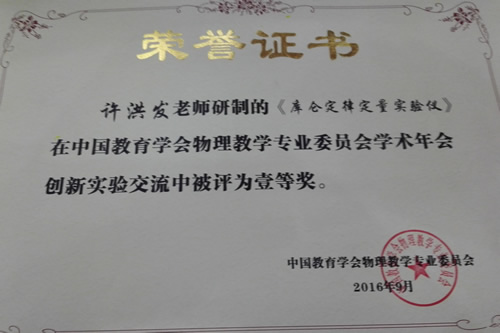 荣誉证书
许洪发老师研制的《库仑定律定量实验仪》
在中国教育学会物理教学专业委员会学术年会
创新实验交流中被评为壹等奖。
中国教育学会物理教学专业委员会
2016年9月